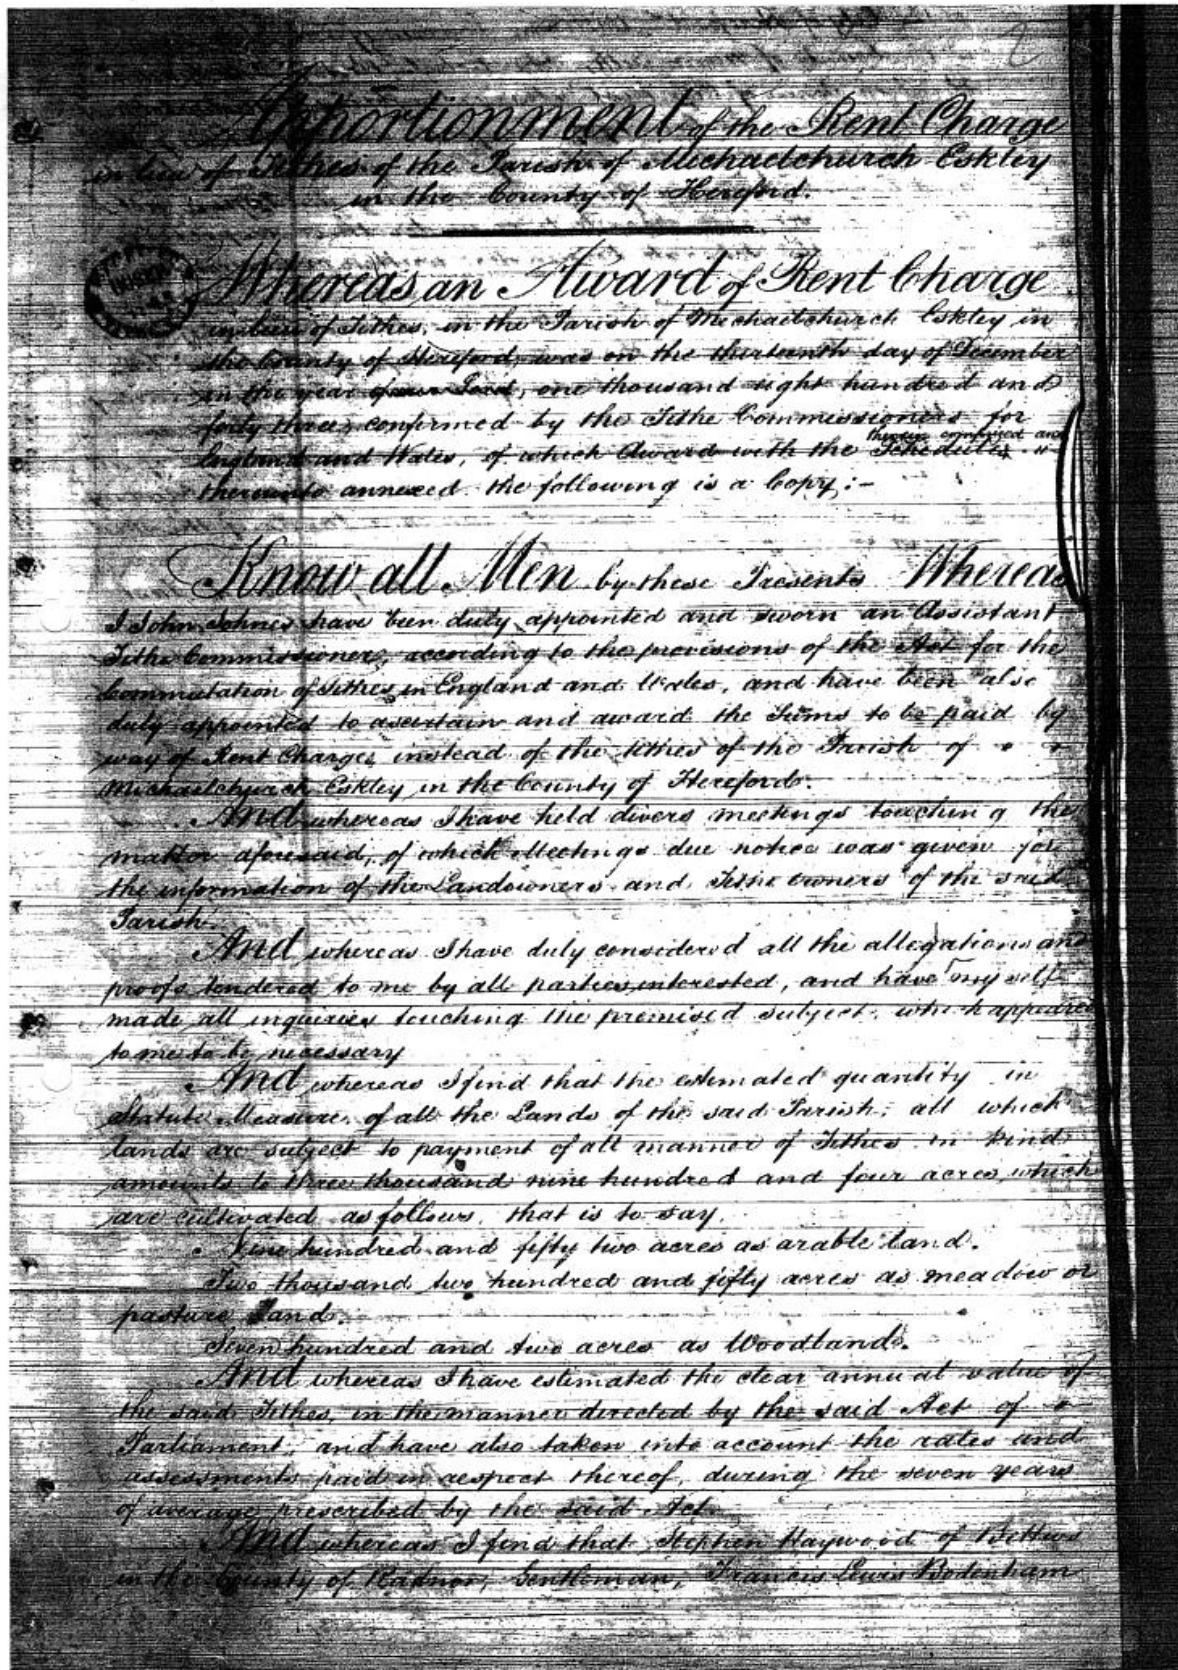 Apportionment of the Rent Charge
in lieu of Tithes of the Parish of Michaelchurch Eskley
in the County of Hereford.
Whereas an Award of Rent Charge
in lieu of Tithes, in the Parish of Michaelchurch Eskley in
the County of Hereford, was on the thirteenth day of December
in the year of our Lord, one thousand eight hundred and
forty three, confirmed by the Tithe Commissioners for
therein comprised and
England and Wales, of which Award with the Schedules
thereunto annexed the following is a Copy:-
Know all Men by these Presents Whereas
I John Johnes have been duly appointed and sworn an Assistant
Tithe Commissioner, according to the provisions of the Act for the
Commutation of Tithes in England and Wales, and have been also
duly appointed to ascertain and award the Sums to be paid by
way of Rent Charge, instead of the tithes of the Parish of
Michaelchurch Eskley in the County of Hereford.
And whereas I have held divers meetings touching the
matter aforesaid, of which Meetings due notice was given for
the information of the Landowners and Tithe owners of the said
Parish.
And whereas I have duly considered all the allegations and
proofs tendered to me by all parties interested, and have my self
made all inquiries touching the premised subject, which appeared
to me to be necessary
And whereas I find that the estimated quantity in
Statute Measure, of all the Lands of the said Parish, all which
lands are subject to payment of all manner of Tithes in kind
amounts to three thousand nine hundred and four acres, which
are cultivated as follows, that is to say.
Nine hundred and fifty two acres as arable land.
Two thousand two hundred and fifty acres as meadow or
pasture Land.
Seven hundred and two acres as Woodland.
And whereas I have estimated the clear annual value of
the said Tithes, in the manner directed by the said Act of
Parliament, and have also taken into account the rates and
assessments paid in respect thereof, during the seven years
of average prescribed by the said Act.
And whereas I find that Stephen Haywood of
in the County of Radnor, Gentleman, Francis Lewis Bodenham